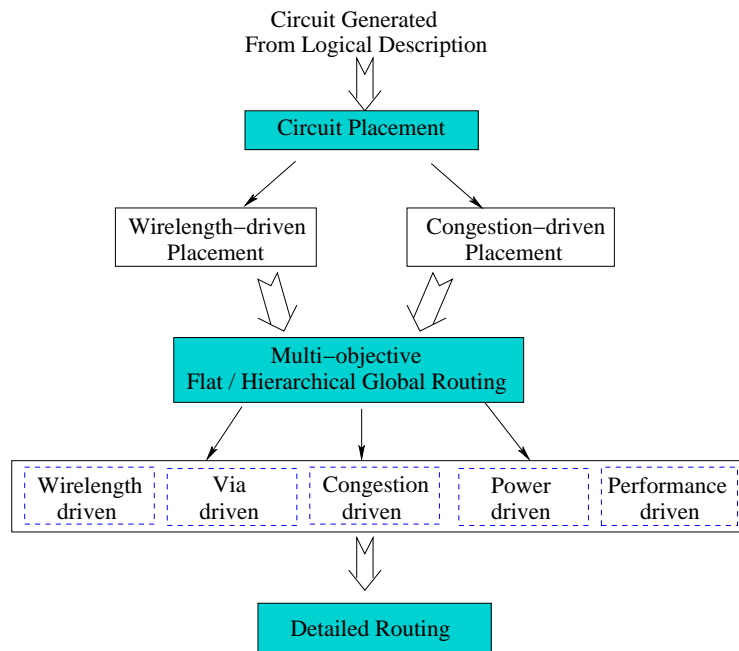 Circuit Generated
From Logical Description
Circuit Placement
Wirelength−driven
Placement
Congestion−driven
Placement
Multi−objective
Flat / Hierarchical Global Routing
Wirelength
driven
Via
driven
Congestion
driven
Power
driven
Performance
driven
Detailed Routing